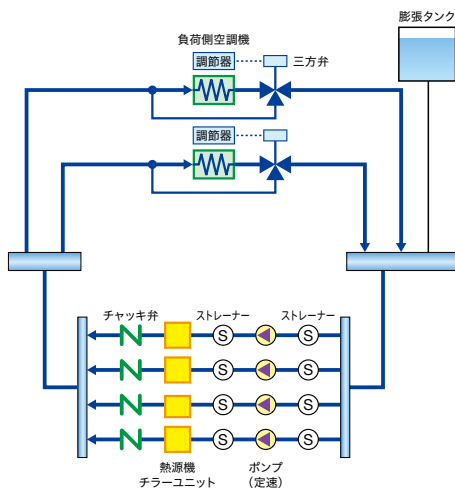 膨張タンク
負荷側空調機
調節器
三方弁
調節器
チャッキ弁
ストレーナー
ストレーナー
S
S
S
S
S
S
S
S
熱源機
チラーユニット
ポンプ
（定速）